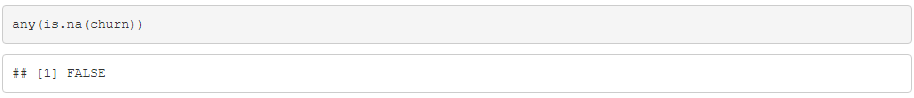 any(is.na(churn))
## [1] FALSE